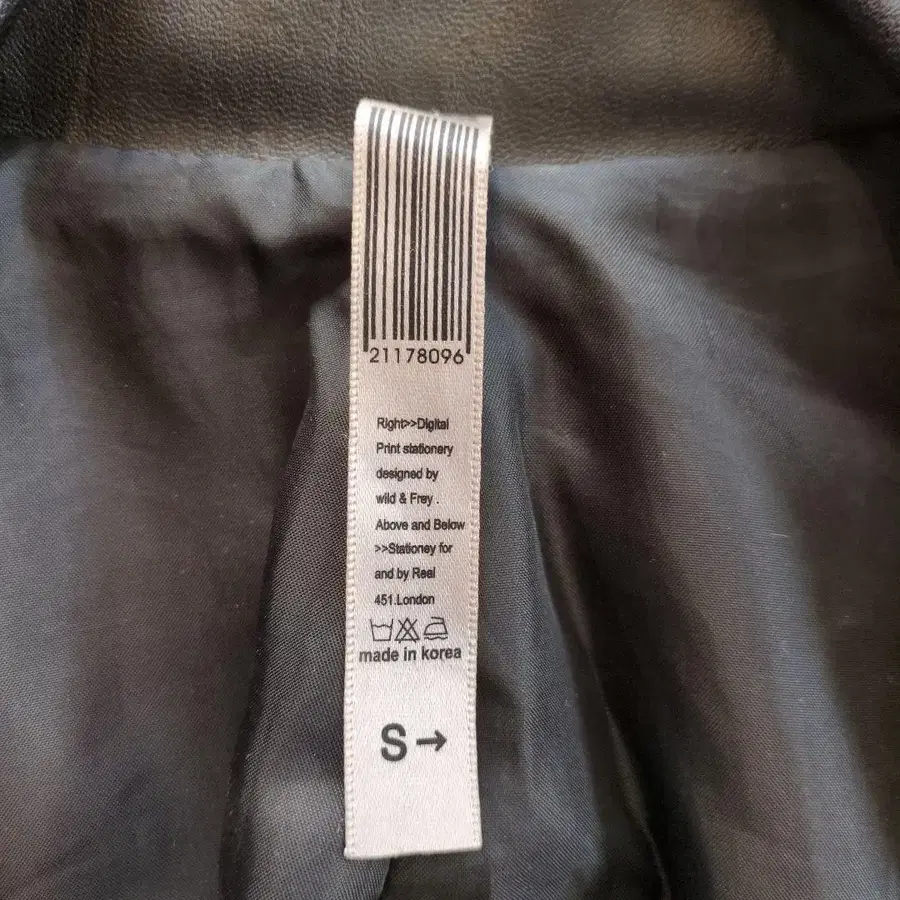 21178096
Right>>Digital
Print stationery
designed by
wild & Frey .
Above and Below
>>Stationey for
and by Real
451.London
made in korea
S→